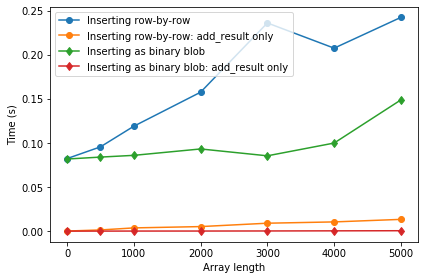 0.25
0.20
0.15
0.10
0.05
0.00
Time (s)
Inserting row-by-row
Inserting row-by-row: add_result only
Inserting as binary blob
Inserting as binary blob: add_result only
0 1000 2000 3000 4000 5000
Array length